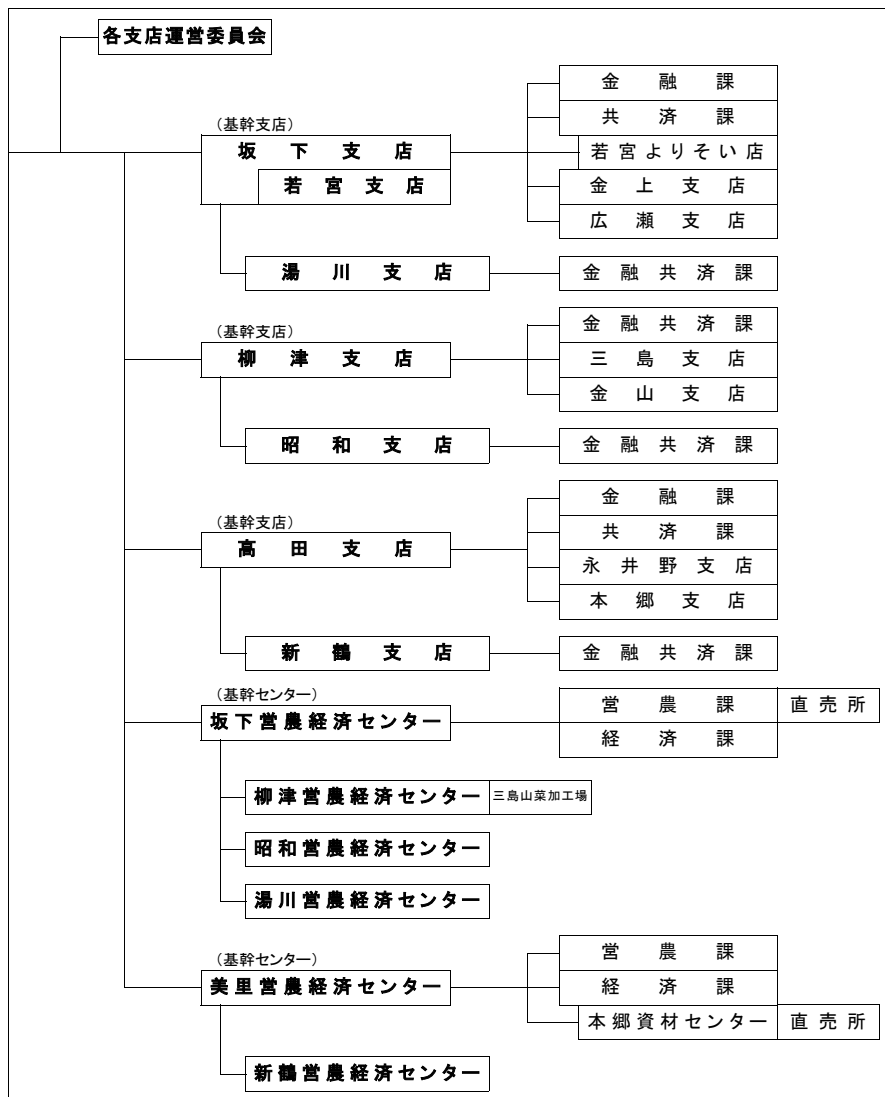 各支店運営委員会
金融課
共済課
(基幹支店)
坂下支店
若宮よりそい店
若宮支店
金上支店
広瀬支店
湯川支店
金融共済課
(基幹支店)
金融共済課
柳津支店
三島支店
金山支店
昭和支店
金融共済課
金融課
(基幹支店)
共済課
高田支店
永井野支店
本郷支店
新鶴支店
金融共済課
(基幹センター)
坂下営農経済センター
営農課
直売所
経済課
柳津営農経済センター
三島山菜加工場
昭和営農経済センター
湯川営農経済センター
(基幹センター)
営農課
美里営農経済センター
経済課
本郷資材センター
直売所
新鶴営農経済センター